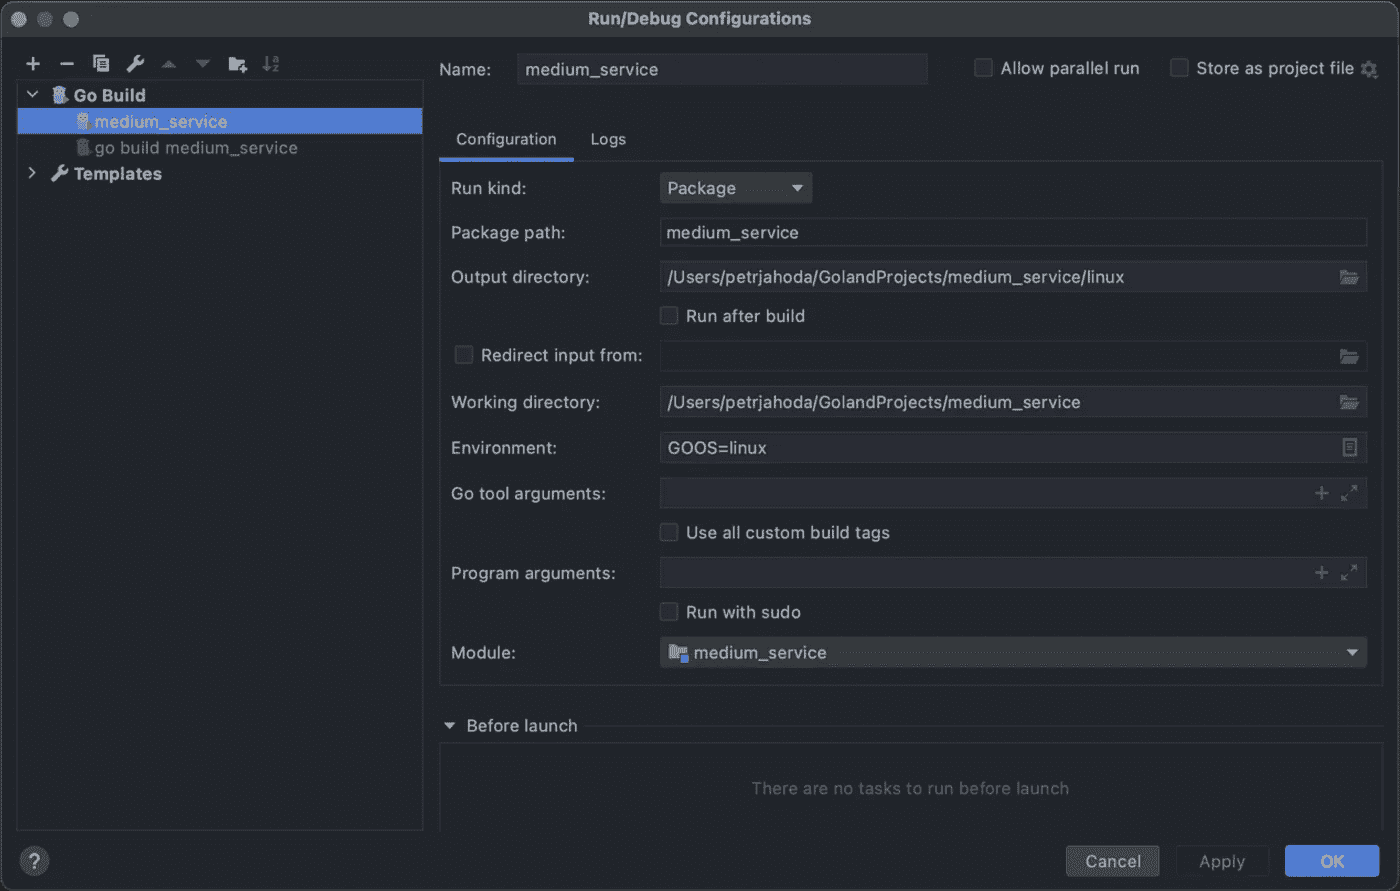 Run/Debug Configurations
Name: medium_service
Allow parallel run
Store as project file
Go Build
medium_service
go build medium_service
Templates
Configuration Logs
Run kind: Package
Package path: medium_service
Output directory: /Users/petrjahoda/GolandProjects/medium_service/linux
Run after build
Redirect input from:
Working directory: /Users/petrjahoda/GolandProjects/medium_service
Environment: GOOS=linux
Go tool arguments:
Use all custom build tags
Program arguments:
Run with sudo
Module: medium_service
Before launch
There are no tasks to run before launch
? Cancel Apply OK